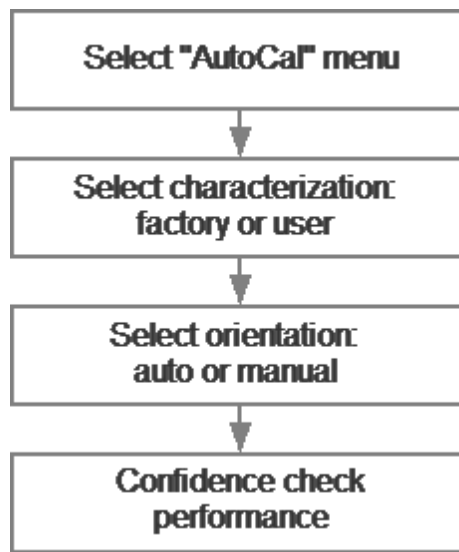 Select "AutoCal" menu
Select characterization:
factory or user
Select orientation:
auto or manual
Confidence check
performance